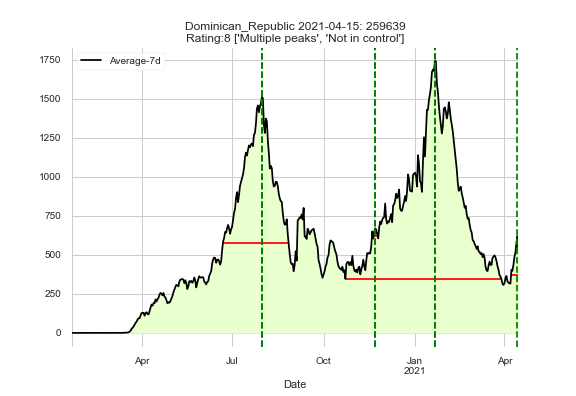 Dominican_Republic 2021-04-15: 259639
Rating:8 ['Multiple peaks', 'Not in control']
Average-7d
1750
1500
1250
1000
750
500
250
0
Apr
Jul
Oct
Jan
2021
Apr
Date